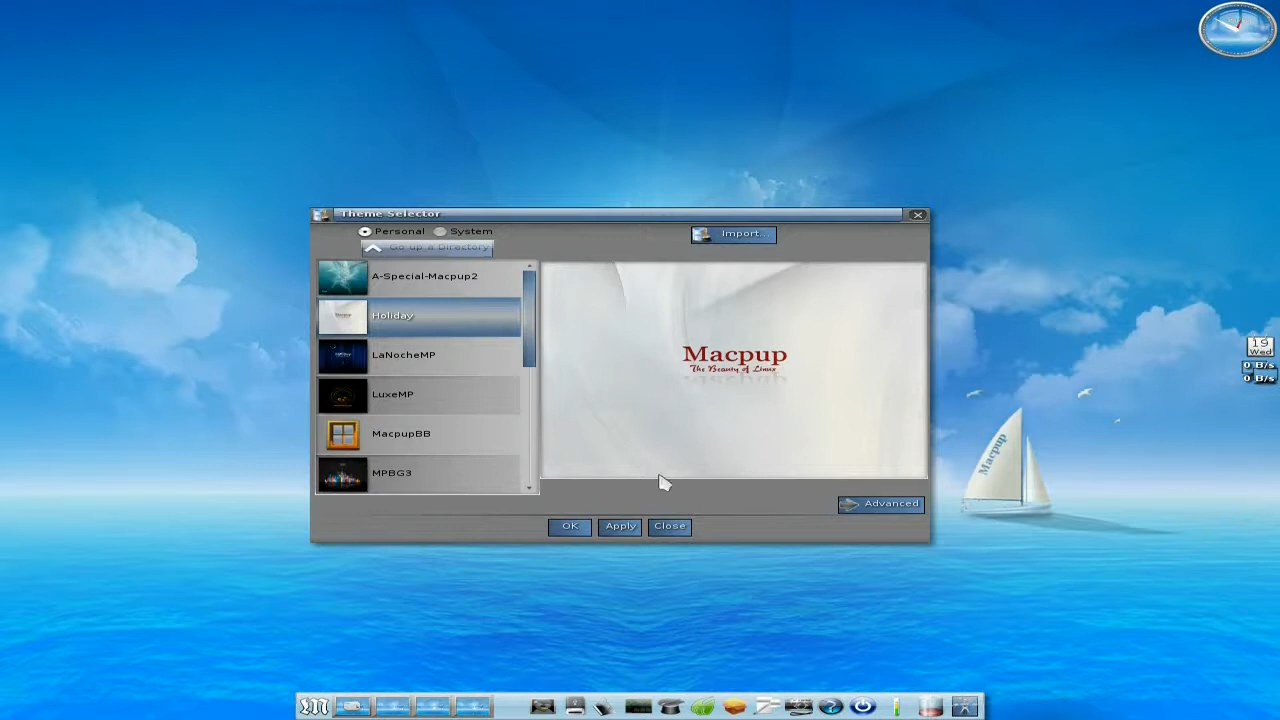 Theme Selector
Personal System
Import...
Go up a Directory
A-Special-Macpup2
Holiday
LaNocheMP
LuxeMP
MacpupBB
MPBG3
Macpup
The Beauty of Linux
Advanced
OK Apply Close
Macpup
19
Wed
0 B/s
0 B/s
M